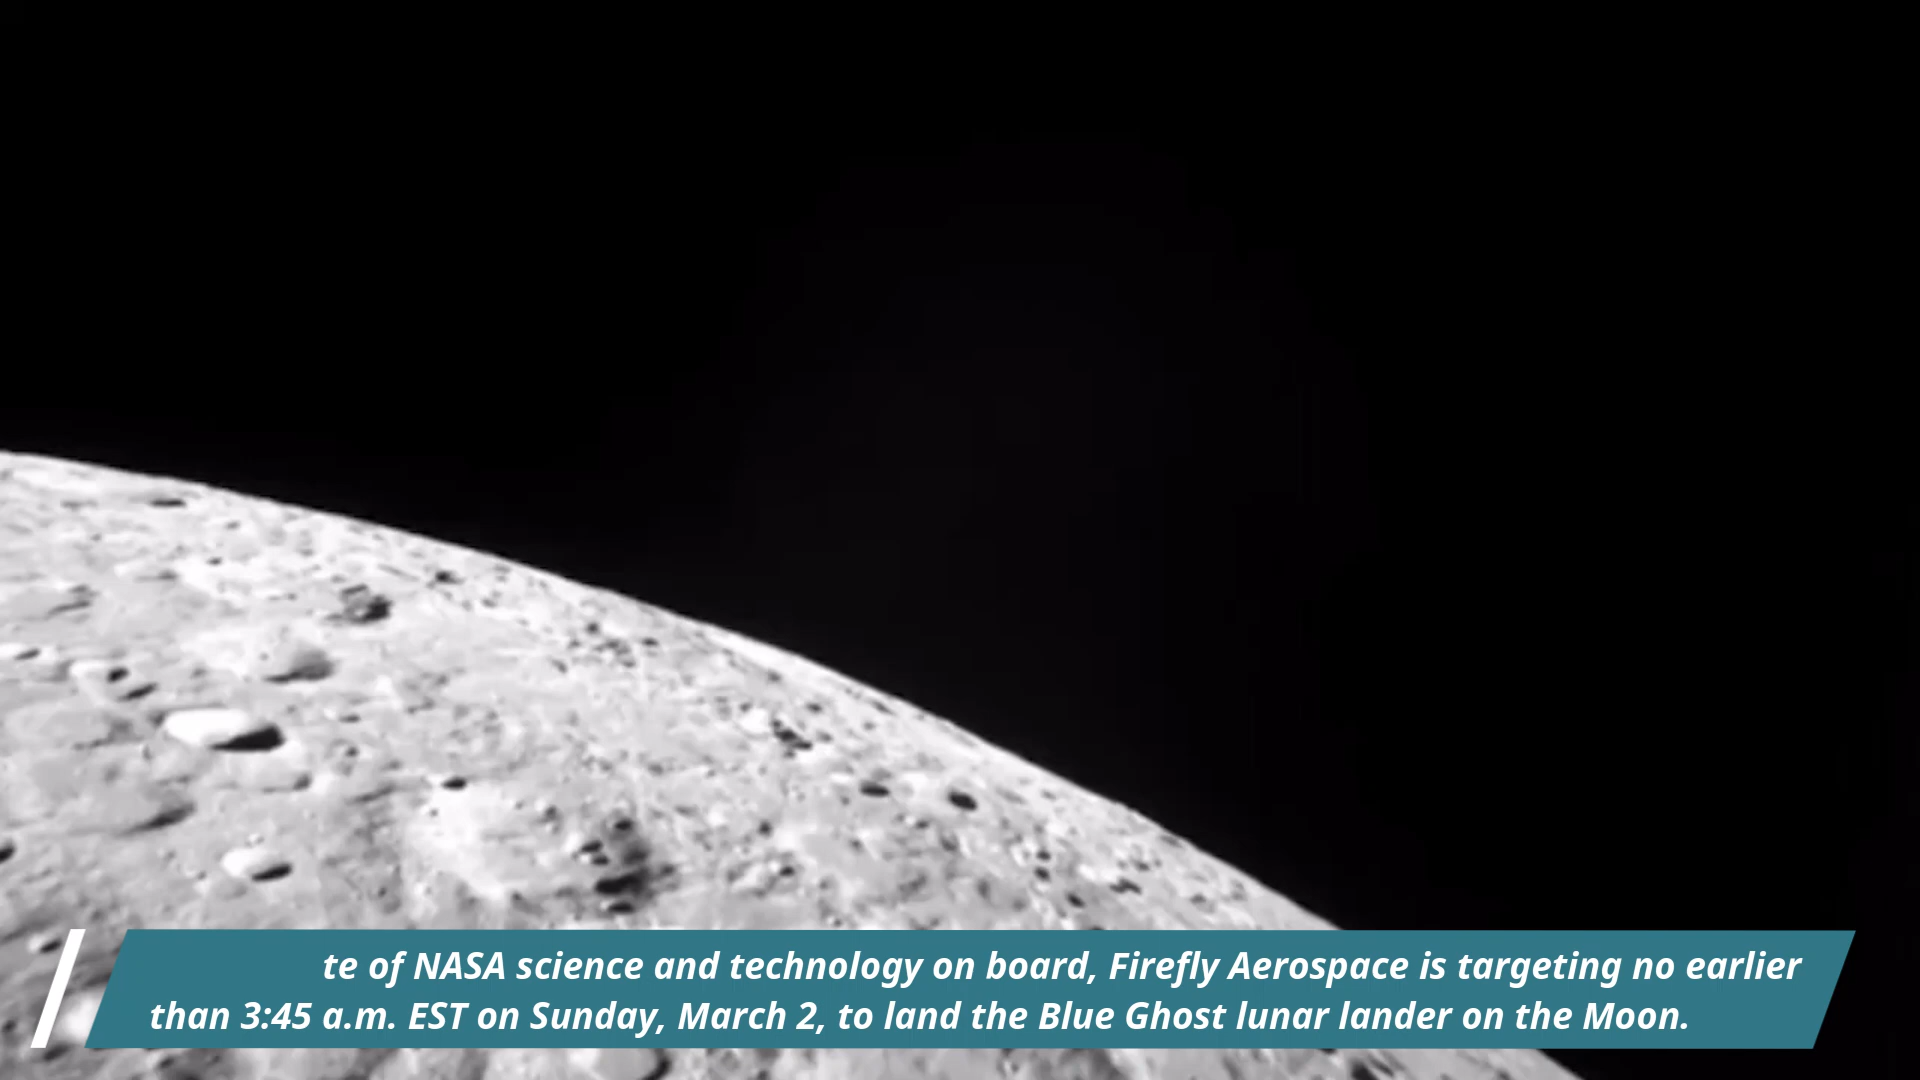 te of NASA science and technology on board, Firefly Aerospace is targeting no earlier
than 3:45 a.m. EST on Sunday, March 2, to land the Blue Ghost lunar lander on the Moon.